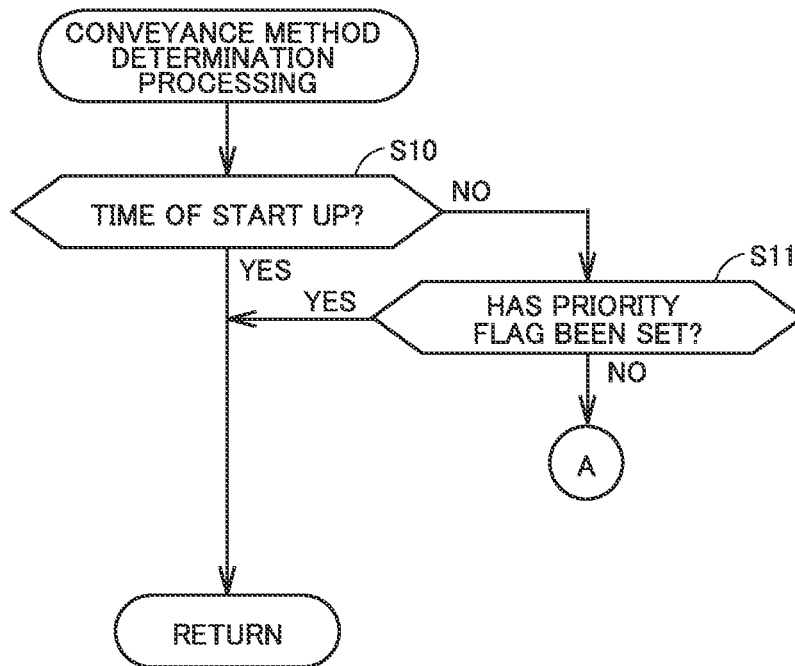 CONVEYANCE METHOD
DETERMINATION
PROCESSING
S10
TIME OF START UP?
NO
YES
S11
YES
HAS PRIORITY
FLAG BEEN SET?
NO
A
RETURN